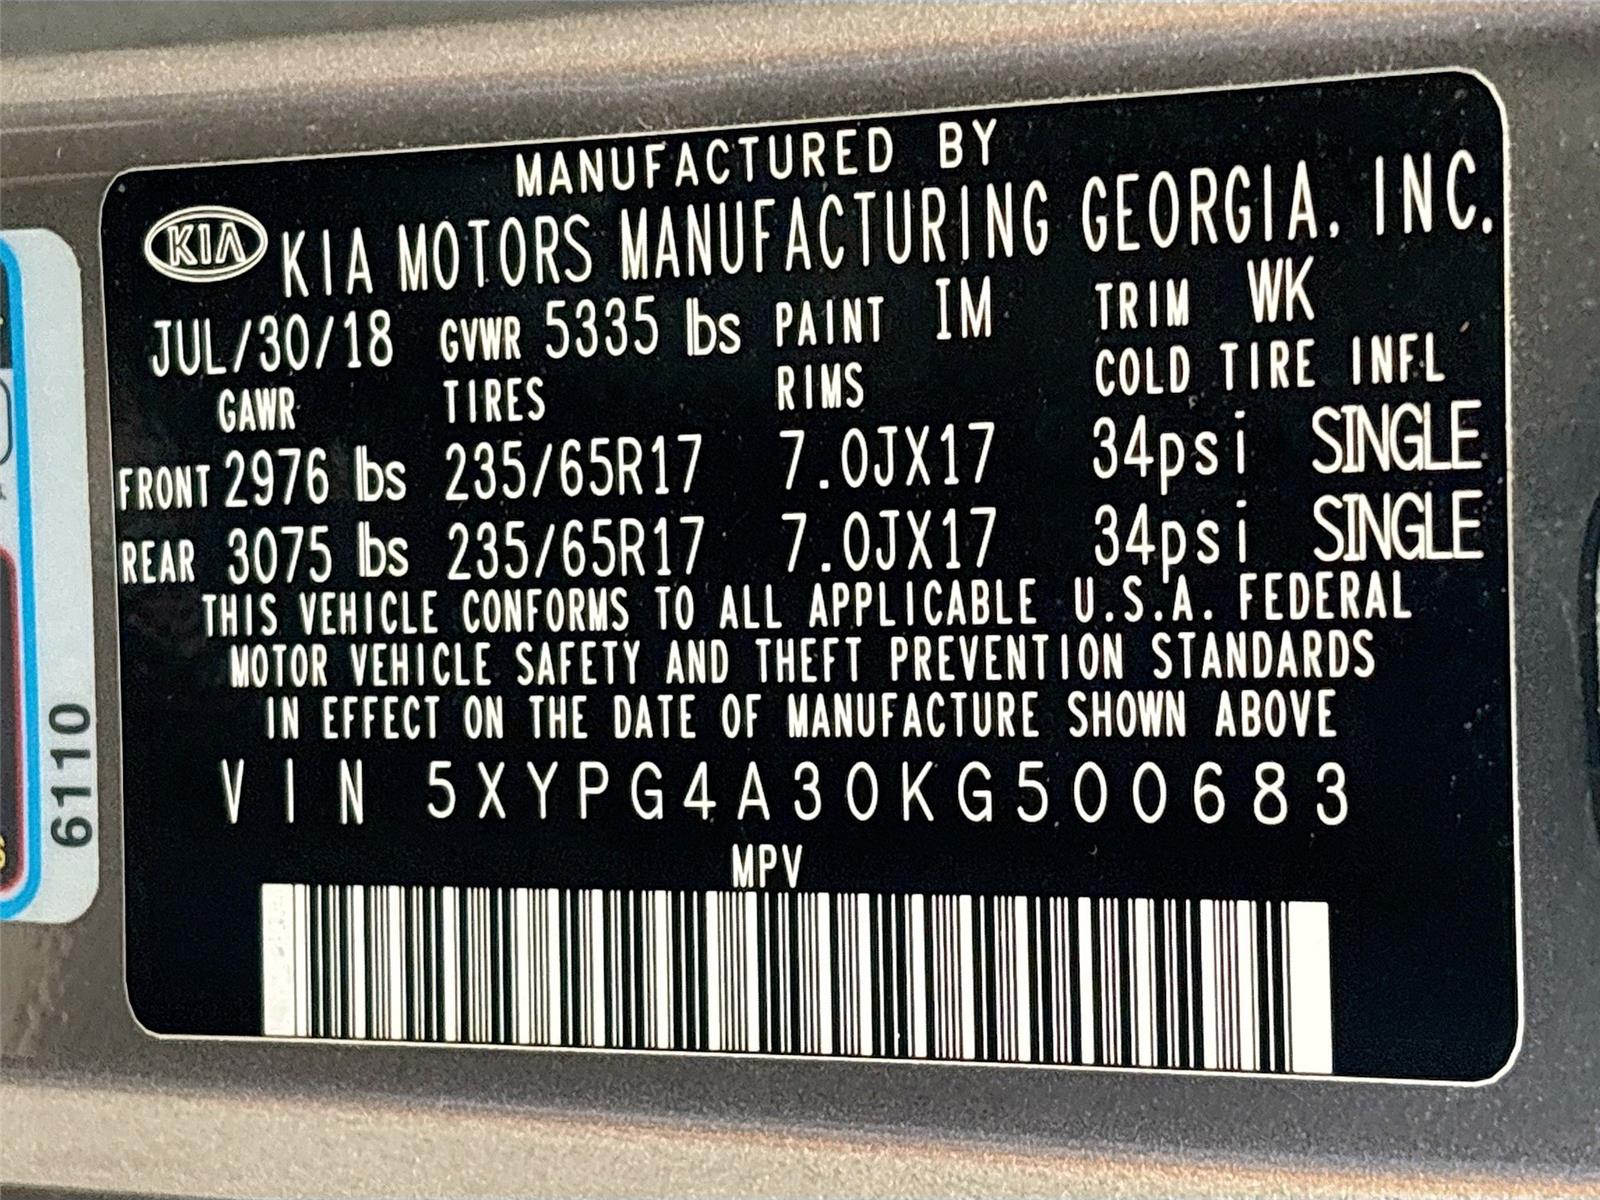 MANUFACTURED BY
KIA KIA MOTORS MANUFACTURING GEORGIA, INC.
JUL/30/18 GVWR 5335 lbs PAINT IM TRIM WK
GAWR TIRES RIMS COLD TIRE INFL
FRONT 2976 lbs 235/65R17 7.0JX17 34psi SINGLE
REAR 3075 lbs 235/65R17 7.0JX17 34psi SINGLE
THIS VEHICLE CONFORMS TO ALL APPLICABLE U.S.A. FEDERAL
MOTOR VEHICLE SAFETY AND THEFT PREVENTION STANDARDS
IN EFFECT ON THE DATE OF MANUFACTURE SHOWN ABOVE
VIN 5XYPG4A30KG500683
MPV
6110